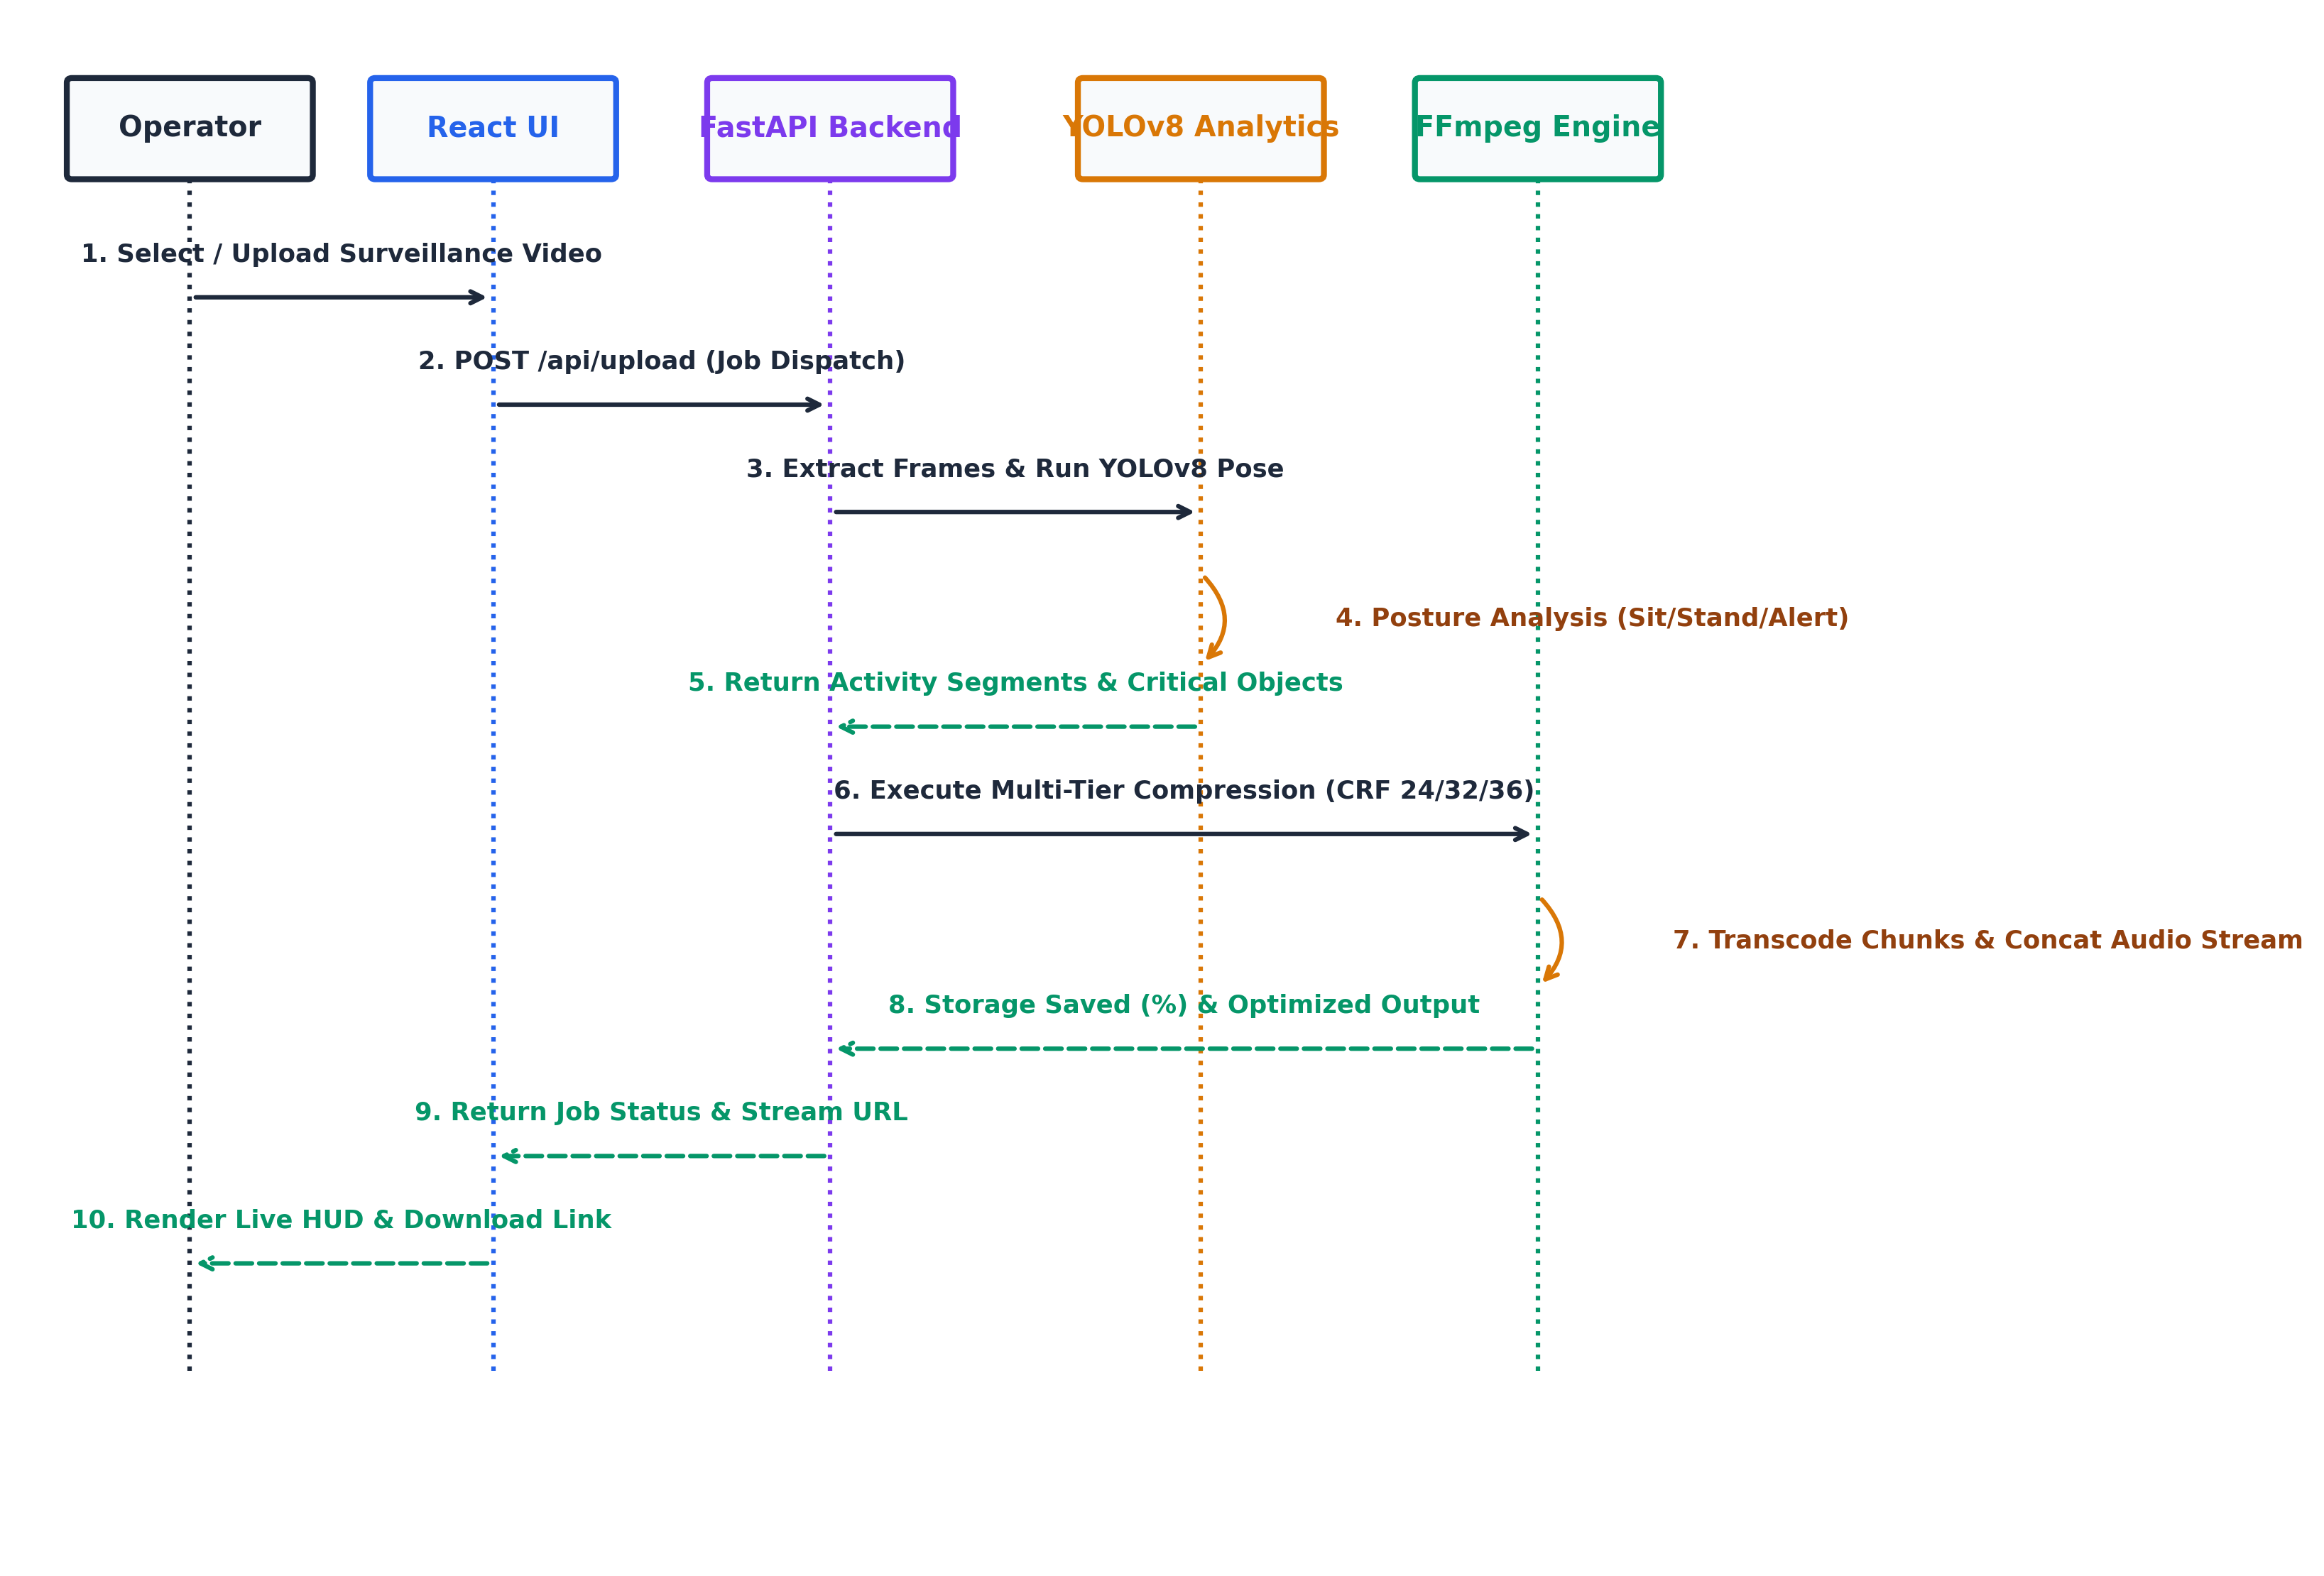 Operator
React UI
FastAPI Backend
YOLOv8 Analytics
FFmpeg Engine
1. Select / Upload Surveillance Video
2. POST /api/upload (Job Dispatch)
3. Extract Frames & Run YOLOv8 Pose
4. Posture Analysis (Sit/Stand/Alert)
5. Return Activity Segments & Critical Objects
6. Execute Multi-Tier Compression (CRF 24/32/36)
7. Transcode Chunks & Concat Audio Stream
8. Storage Saved (%) & Optimized Output
9. Return Job Status & Stream URL
10. Render Live HUD & Download Link